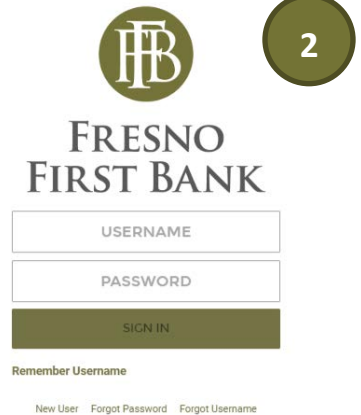 FFB
2
FRESNO
FIRST BANK
USERNAME
PASSWORD
SIGN IN
Remember Username
New User Forgot Password Forgot Username